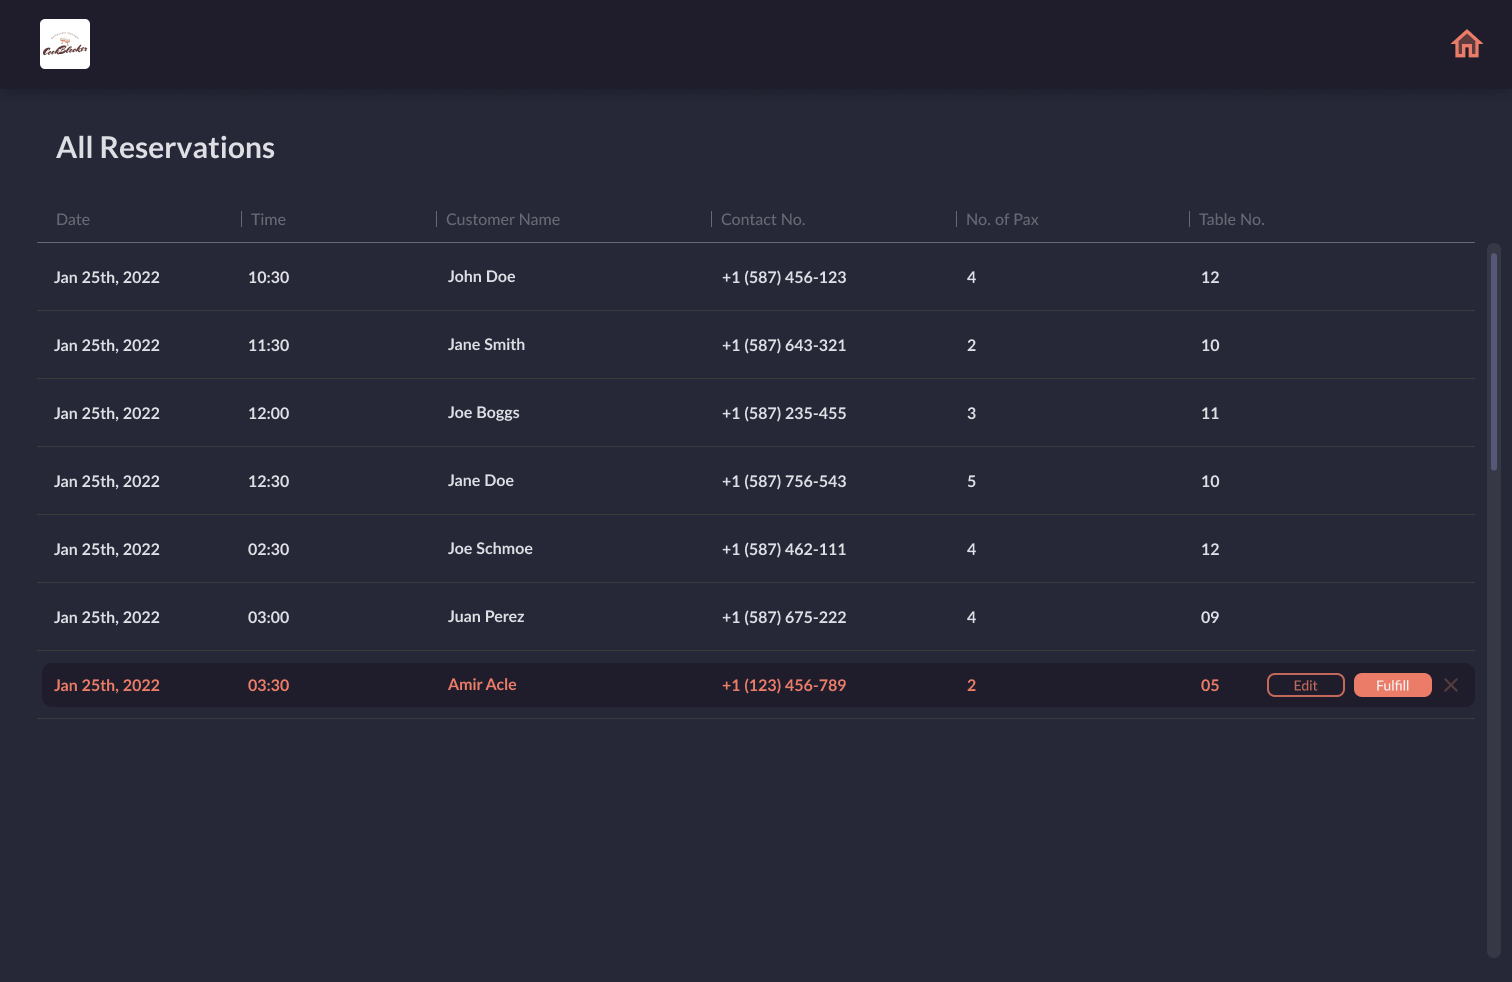 All Reservations
Date Time Customer Name Contact No. No. of Pax Table No.
Jan 25th, 2022 10:30 John Doe +1 (587) 456-123 4 12
Jan 25th, 2022 11:30 Jane Smith +1 (587) 643-321 2 10
Jan 25th, 2022 12:00 Joe Boggs +1 (587) 235-455 3 11
Jan 25th, 2022 12:30 Jane Doe +1 (587) 756-543 5 10
Jan 25th, 2022 02:30 Joe Schmoe +1 (587) 462-111 4 12
Jan 25th, 2022 03:00 Juan Perez +1 (587) 675-222 4 09
Jan 25th, 2022 03:30 Amir Acle +1 (123) 456-789 2 05 Edit Fulfill